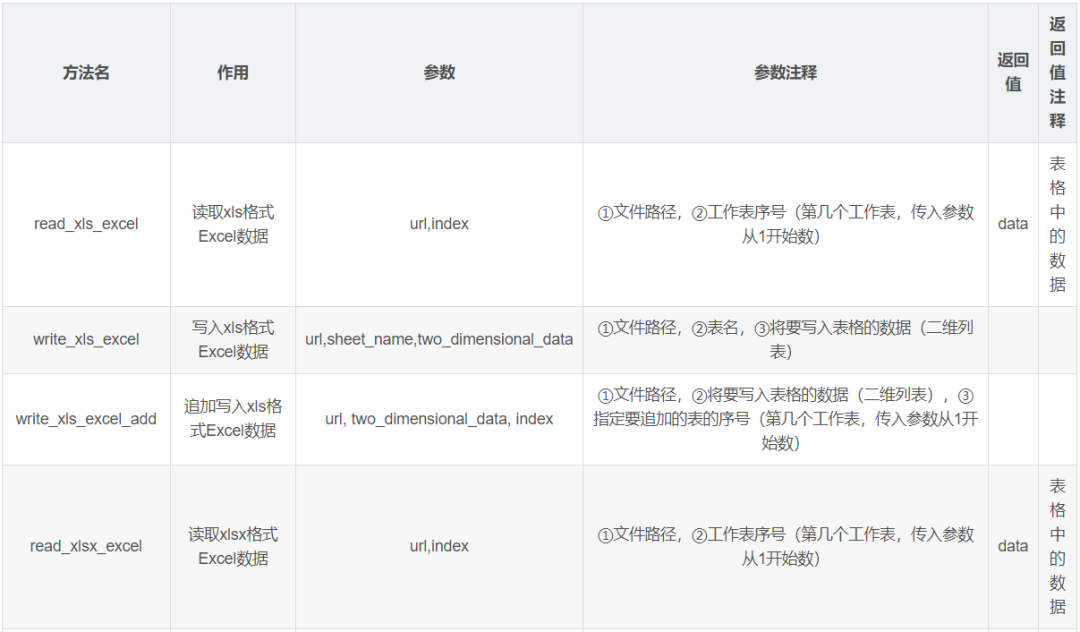 方法名
作用
参数
参数注释
返回
值
返
回
值
注
释
read_xls_excel
读取xls格式
Excel数据
url,index
①文件路径，②工作表序号（第几个工作表，传入参数
从1开始数）
data
表
格
中
的
数
据
write_xls_excel
写入xls格式
Excel数据
url,sheet_name,two_dimensional_data
①文件路径，②表名，③将要写入表格的数据（二维列
表）
write_xls_excel_add
追加写入xls格
式Excel数据
url, two_dimensional_data, index
①文件路径，②将要写入表格的数据（二维列表），③
指定要追加的表的序号（第几个工作表，传入参数从1开
始数）
read_xlsx_excel
读取xlsx格式
Excel数据
url,index
①文件路径，②工作表序号（第几个工作表，传入参数
从1开始数）
data
表
格
中
的
数
据